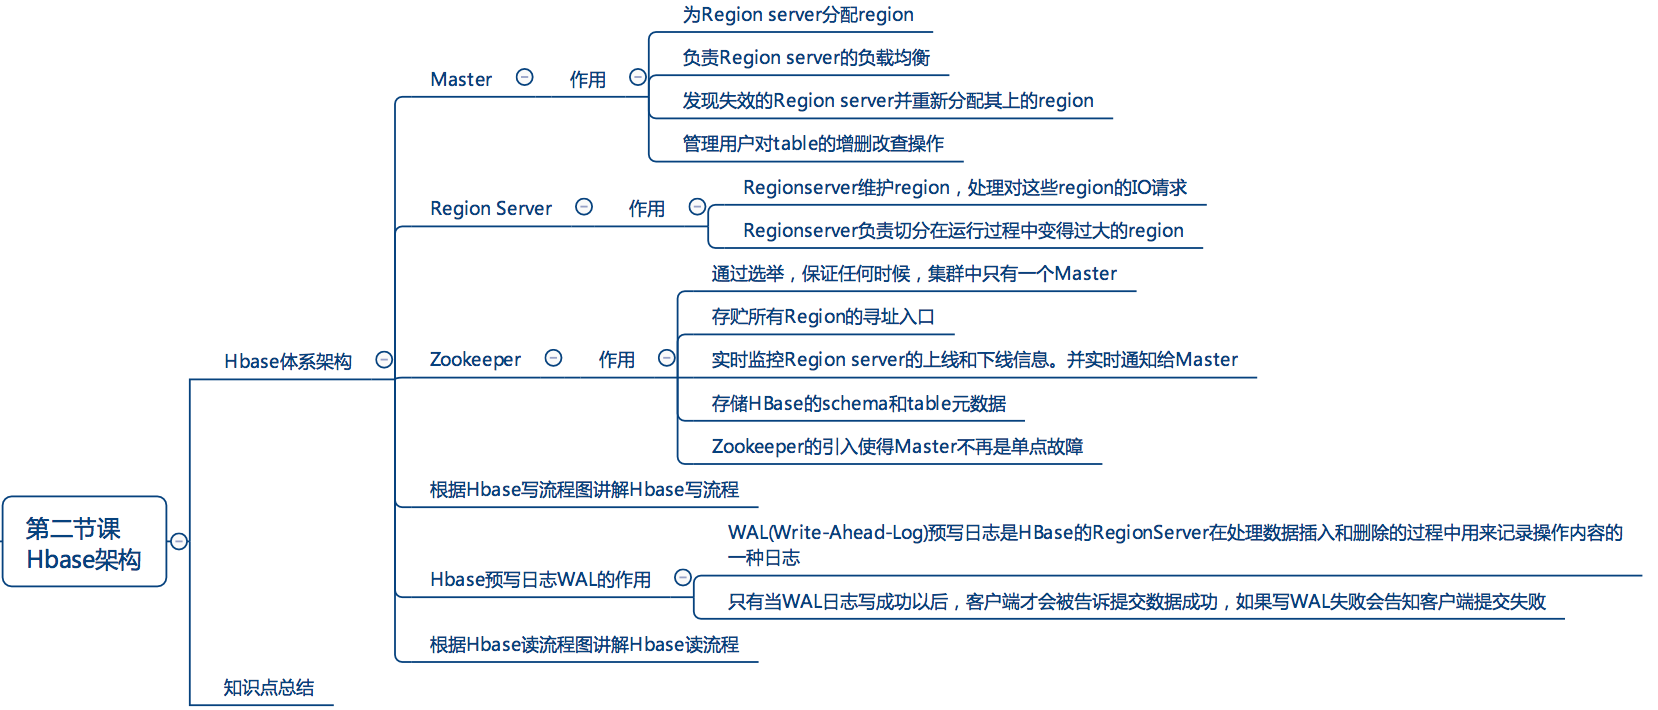 第二节课
Hbase架构
Hbase体系架构
Master
作用
为Region server分配region
负责Region server的负载均衡
发现失效的Region server并重新分配其上的region
管理用户对table的增删改查操作
Region Server
作用
Regionserver维护region，处理对这些region的IO请求
Regionserver负责切分在运行过程中变得过大的region
Zookeeper
作用
通过选举，保证任何时候，集群中只有一个Master
存贮所有Region的寻址入口
实时监控Region server的上线和下线信息。并实时通知给Master
存储HBase的schema和table元数据
Zookeeper的引入使得Master不再是单点故障
根据Hbase写流程图讲解Hbase写流程
Hbase预写日志WAL的作用
WAL(Write-Ahead-Log)预写日志是HBase的RegionServer在处理数据插入和删除的过程中用来记录操作内容的
一种日志
只有当WAL日志写成功以后，客户端才会被告诉提交数据成功，如果写WAL失败会告知客户端提交失败
根据Hbase读流程图讲解Hbase读流程
知识点总结